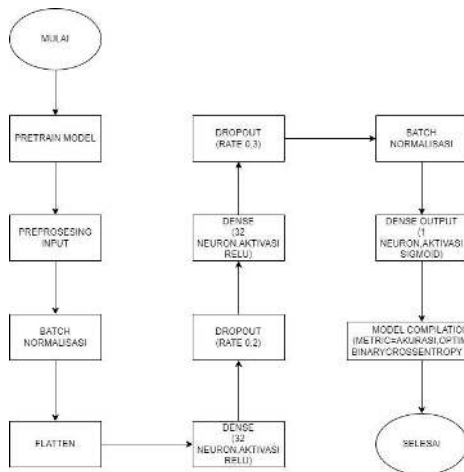 MULAI
PRETRAIN MODEL
PREPROSESING
INPUT
BATCH
NORMALISASI
FLATTEN
DENSE
(32
NEURON,AKTIVASI
RELU)
DROPOUT
(RATE 0,2)
DENSE
(32
NEURON,AKTIVASI
RELU)
DROPOUT
(RATE 0,3)
BATCH
NORMALISASI
DENSE OUTPUT
(1
NEURON,AKTIVASI
SIGMOID)
MODEL COMPILATIO
(METRIC=AKURASI,OPTIM
BINARYCROSSENTROPY
SELESAI